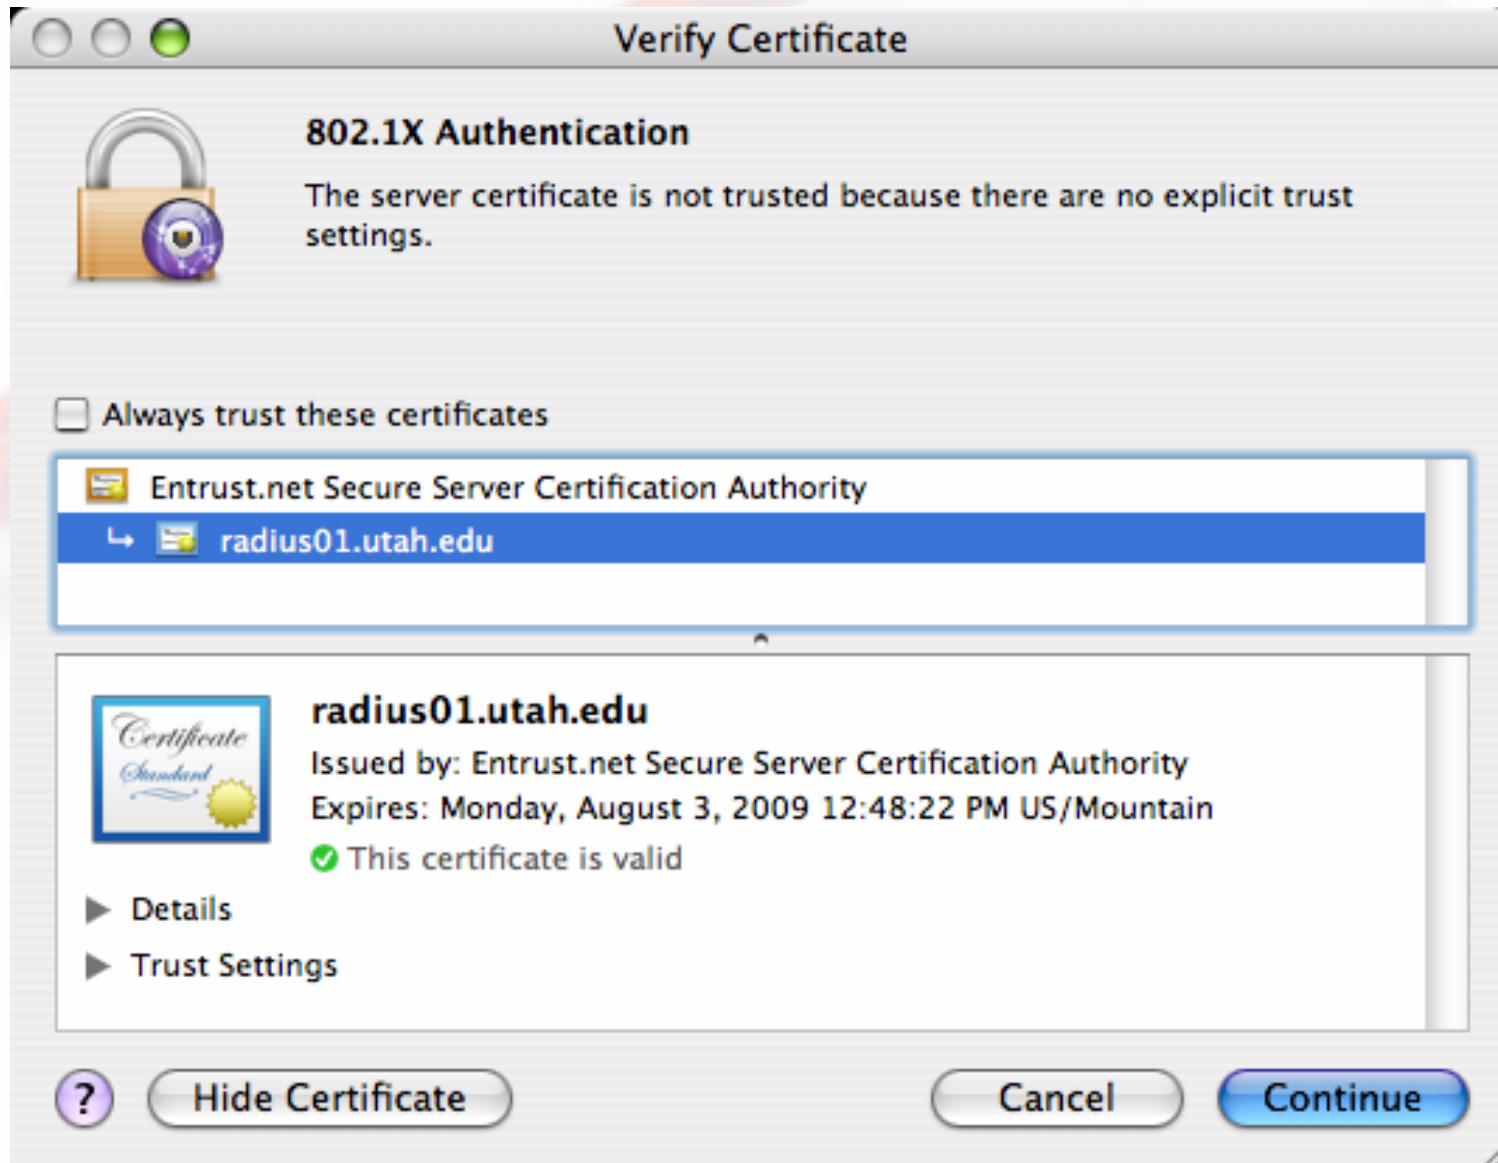 Verify Certificate
802.1X Authentication
The server certificate is not trusted because there are no explicit trust
settings.
Always trust these certificates
Entrust.net Secure Server Certification Authority
radius01.utah.edu
Certificate
Standard
radius01.utah.edu
Issued by: Entrust.net Secure Server Certification Authority
Expires: Monday, August 3, 2009 12:48:22 PM US/Mountain
This certificate is valid
Details
Trust Settings
? Hide Certificate Cancel Continue